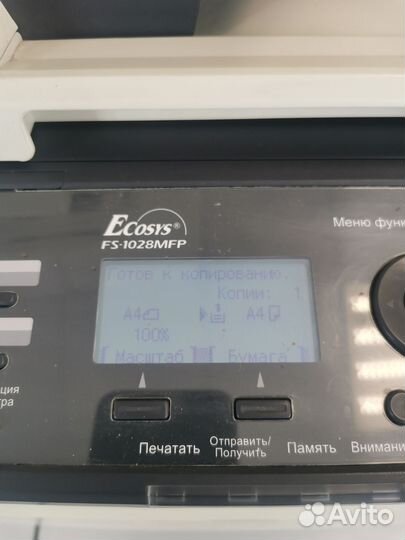 Ecosys®
FS-1028MFP
Меню функ
Готов к копированию.
Копии: 1
A4 A4
100%
[ Масштаб ] [ Бумага ]
ция
тра
Печатать Отправить/ Память Внимани
Получить
Avito